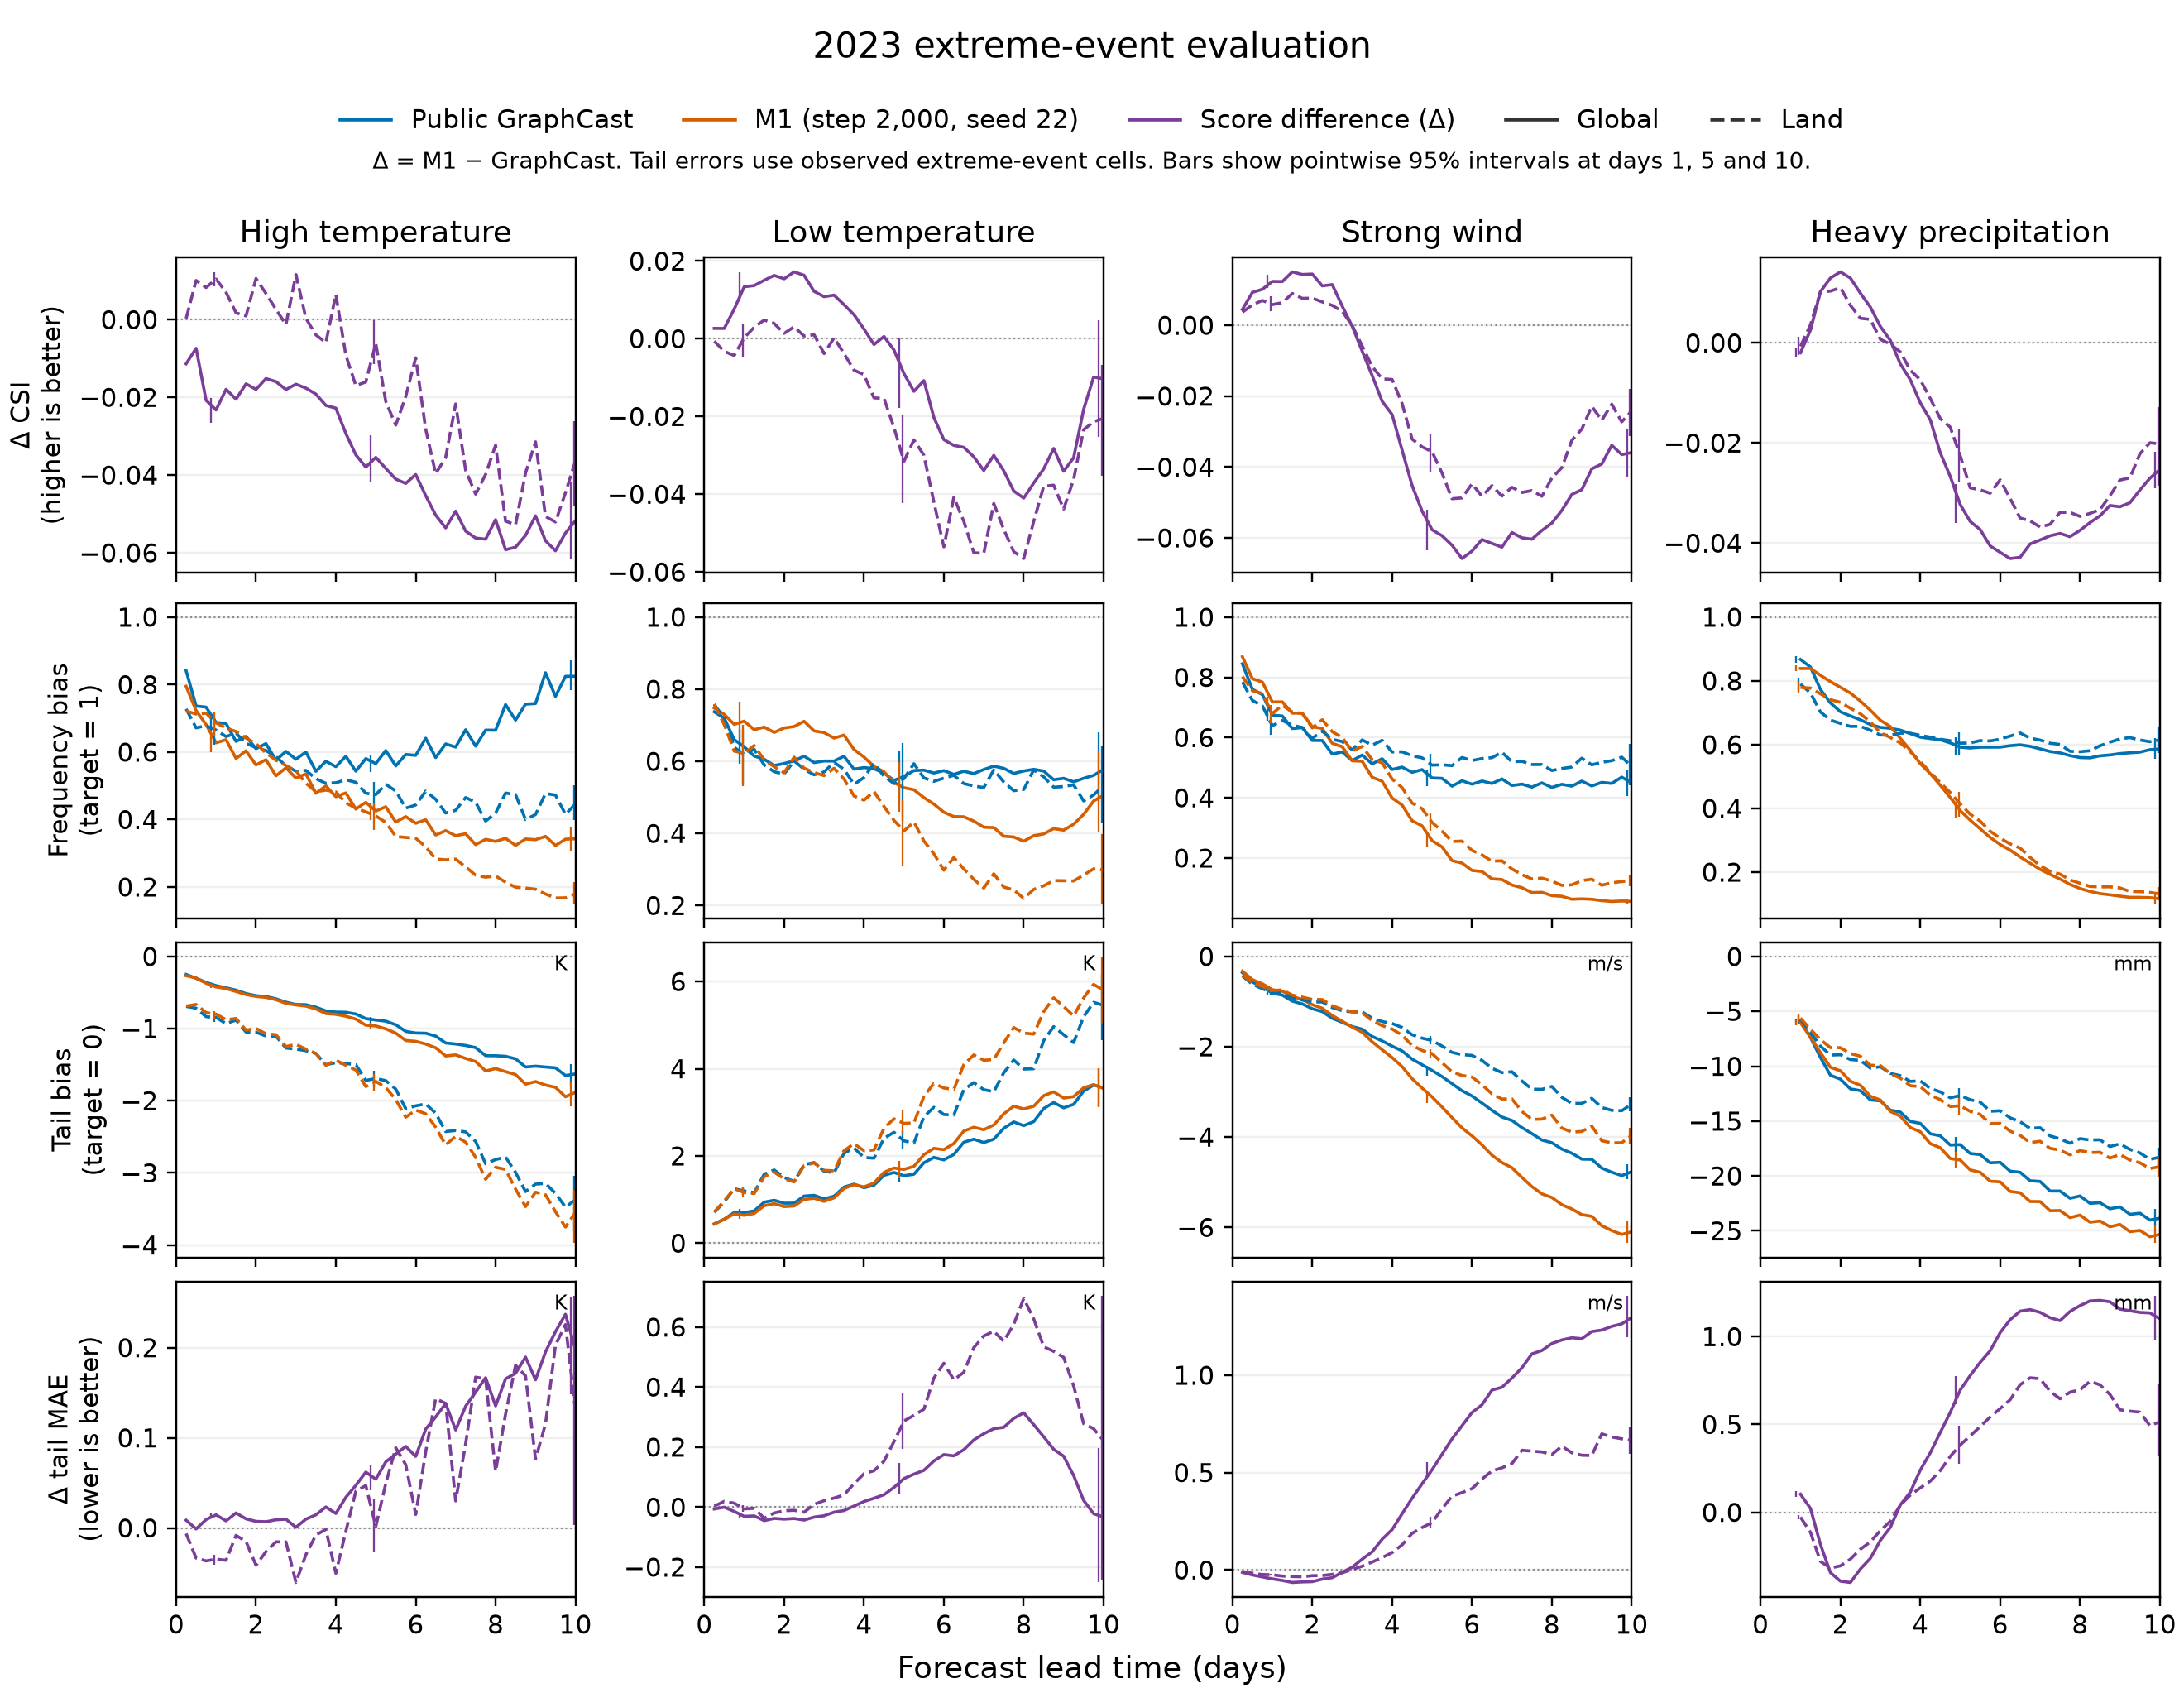 2023 extreme-event evaluation
Public GraphCast
M1 (step 2,000, seed 22)
Score difference (Δ)
Global
Land
Δ = M1 − GraphCast. Tail errors use observed extreme-event cells. Bars show pointwise 95% intervals at days 1, 5 and 10.
High temperature
Low temperature
Strong wind
Heavy precipitation
Δ CSI
(higher is better)
0.00
−0.02
−0.04
−0.06
0.02
0.00
−0.02
−0.04
−0.06
0.00
−0.02
−0.04
−0.06
0.00
−0.02
−0.04
Frequency bias
(target = 1)
1.0
0.8
0.6
0.4
0.2
1.0
0.8
0.6
0.4
0.2
1.0
0.8
0.6
0.4
0.2
1.0
0.8
0.6
0.4
0.2
Tail bias
(target = 0)
0
−1
−2
−3
−4
K
6
4
2
0
K
0
−2
−4
−6
m/s
0
−5
−10
−15
−20
−25
mm
Δ tail MAE
(lower is better)
0.2
0.1
0.0
K
0.6
0.4
0.2
0.0
−0.2
K
1.0
0.5
0.0
m/s
1.0
0.5
0.0
mm
0 2 4 6 8 10
0 2 4 6 8 10
0 2 4 6 8 10
0 2 4 6 8 10
Forecast lead time (days)